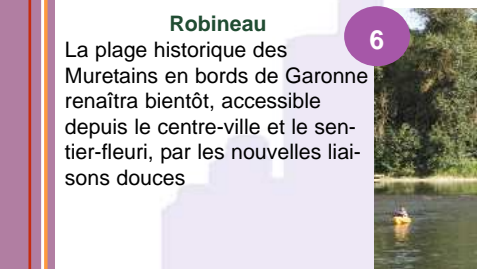 Robineau
6
La plage historique des
Muretains en bords de Garonne
renaîtra bientôt, accessible
depuis le centre-ville et le sen-
tier-fleuri, par les nouvelles liai-
sons douces